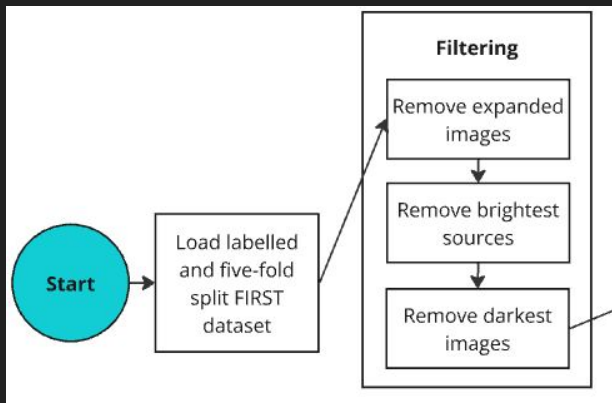 Start
Load labelled
and five-fold
split FIRST
dataset
Filtering
Remove expanded
images
Remove brightest
sources
Remove darkest
images